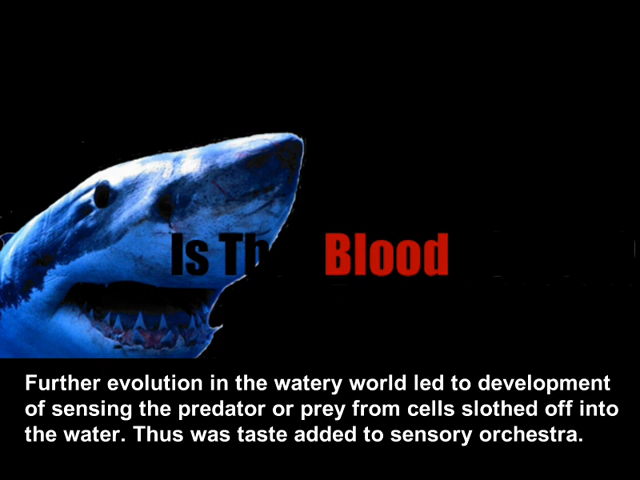 Is Th Blood
Further evolution in the watery world led to development
of sensing the predator or prey from cells slothed off into
the water. Thus was taste added to sensory orchestra.